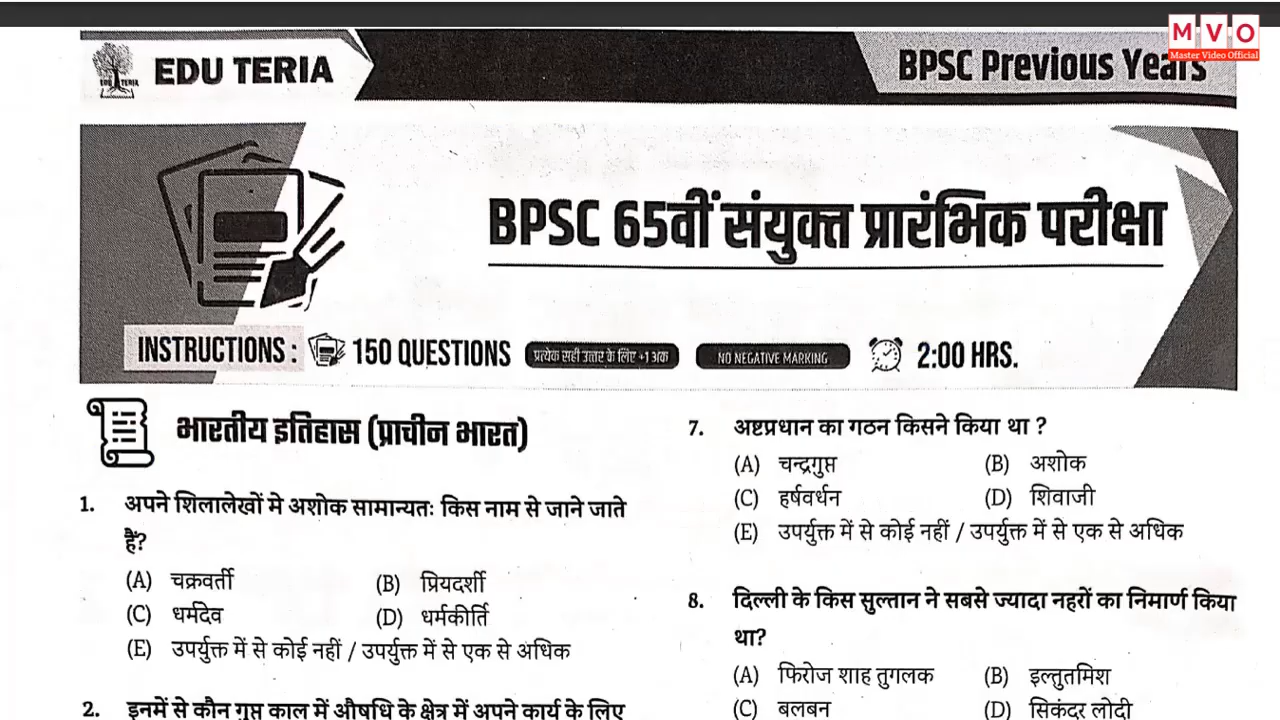 M V O
Master Video Official
EDU TERIA
BPSC Previous Years
BPSC 65वीं संयुक्त प्रारंभिक परीक्षा
INSTRUCTIONS : 150 QUESTIONS प्रत्येक सही उत्तर के लिए +1 अंक NO NEGATIVE MARKING 2:00 HRS.
भारतीय इतिहास (प्राचीन भारत)
1. अपने शिलालेखों मे अशोक सामान्यतः किस नाम से जाने जाते
हैं?
(A) चक्रवर्ती (B) प्रियदर्शी
(C) धर्मदेव (D) धर्मकीर्ति
(E) उपर्युक्त में से कोई नहीं / उपर्युक्त में से एक से अधिक
2. इनमें से कौन गुप्त काल में औषधि के क्षेत्र में अपने कार्य के लिए
7. अष्टप्रधान का गठन किसने किया था ?
(A) चन्द्रगुप्त (B) अशोक
(C) हर्षवर्धन (D) शिवाजी
(E) उपर्युक्त में से कोई नहीं / उपर्युक्त में से एक से अधिक
8. दिल्ली के किस सुल्तान ने सबसे ज्यादा नहरों का निमार्ण किया
था?
(A) फिरोज शाह तुगलक (B) इल्तुतमिश
(C) बलबन (D) सिकंदर लोदी